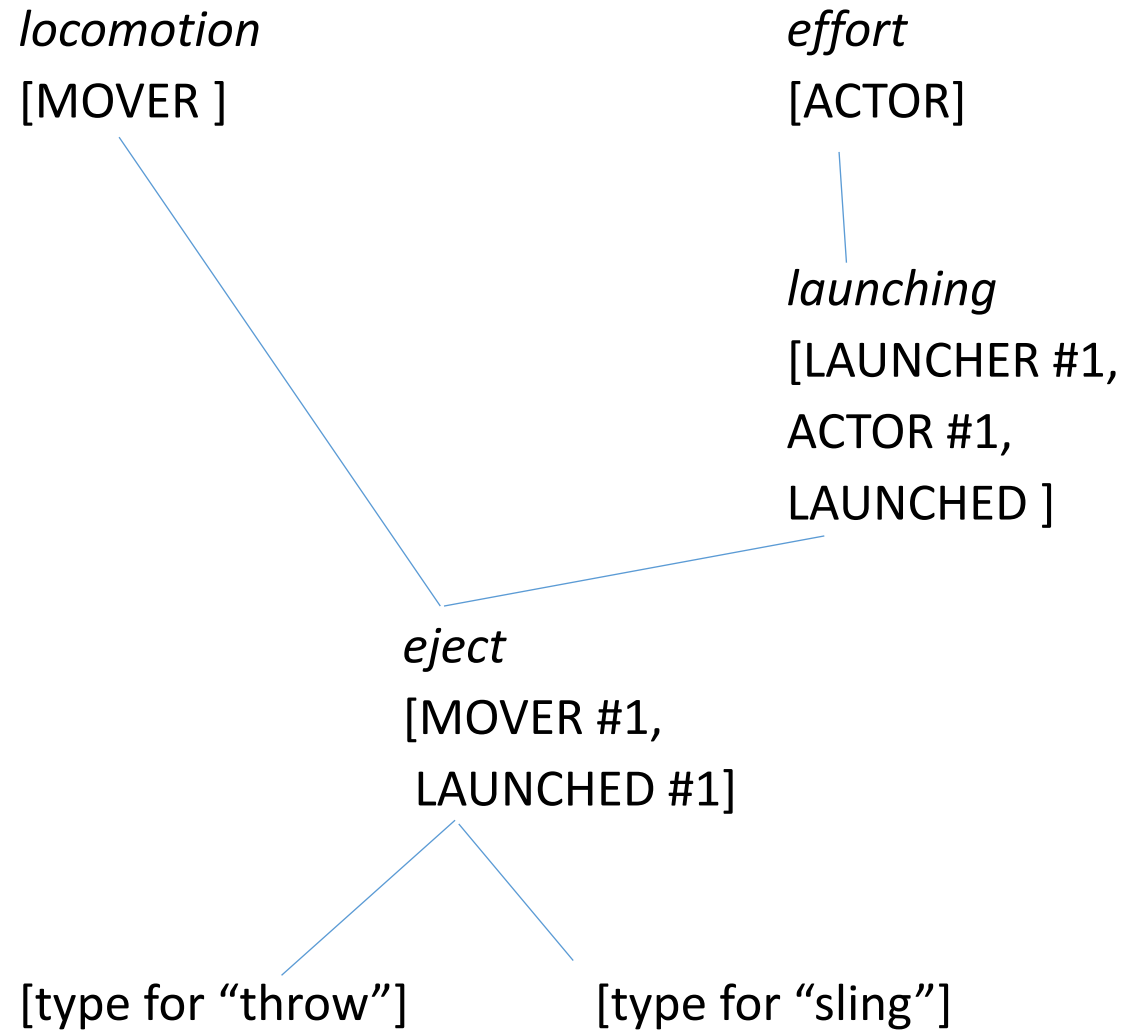 locomotion
[MOVER ]
effort
[ACTOR]
launching
[LAUNCHER #1,
ACTOR #1,
LAUNCHED ]
eject
[MOVER #1,
LAUNCHED #1]
[type for “throw”]
[type for “sling”]